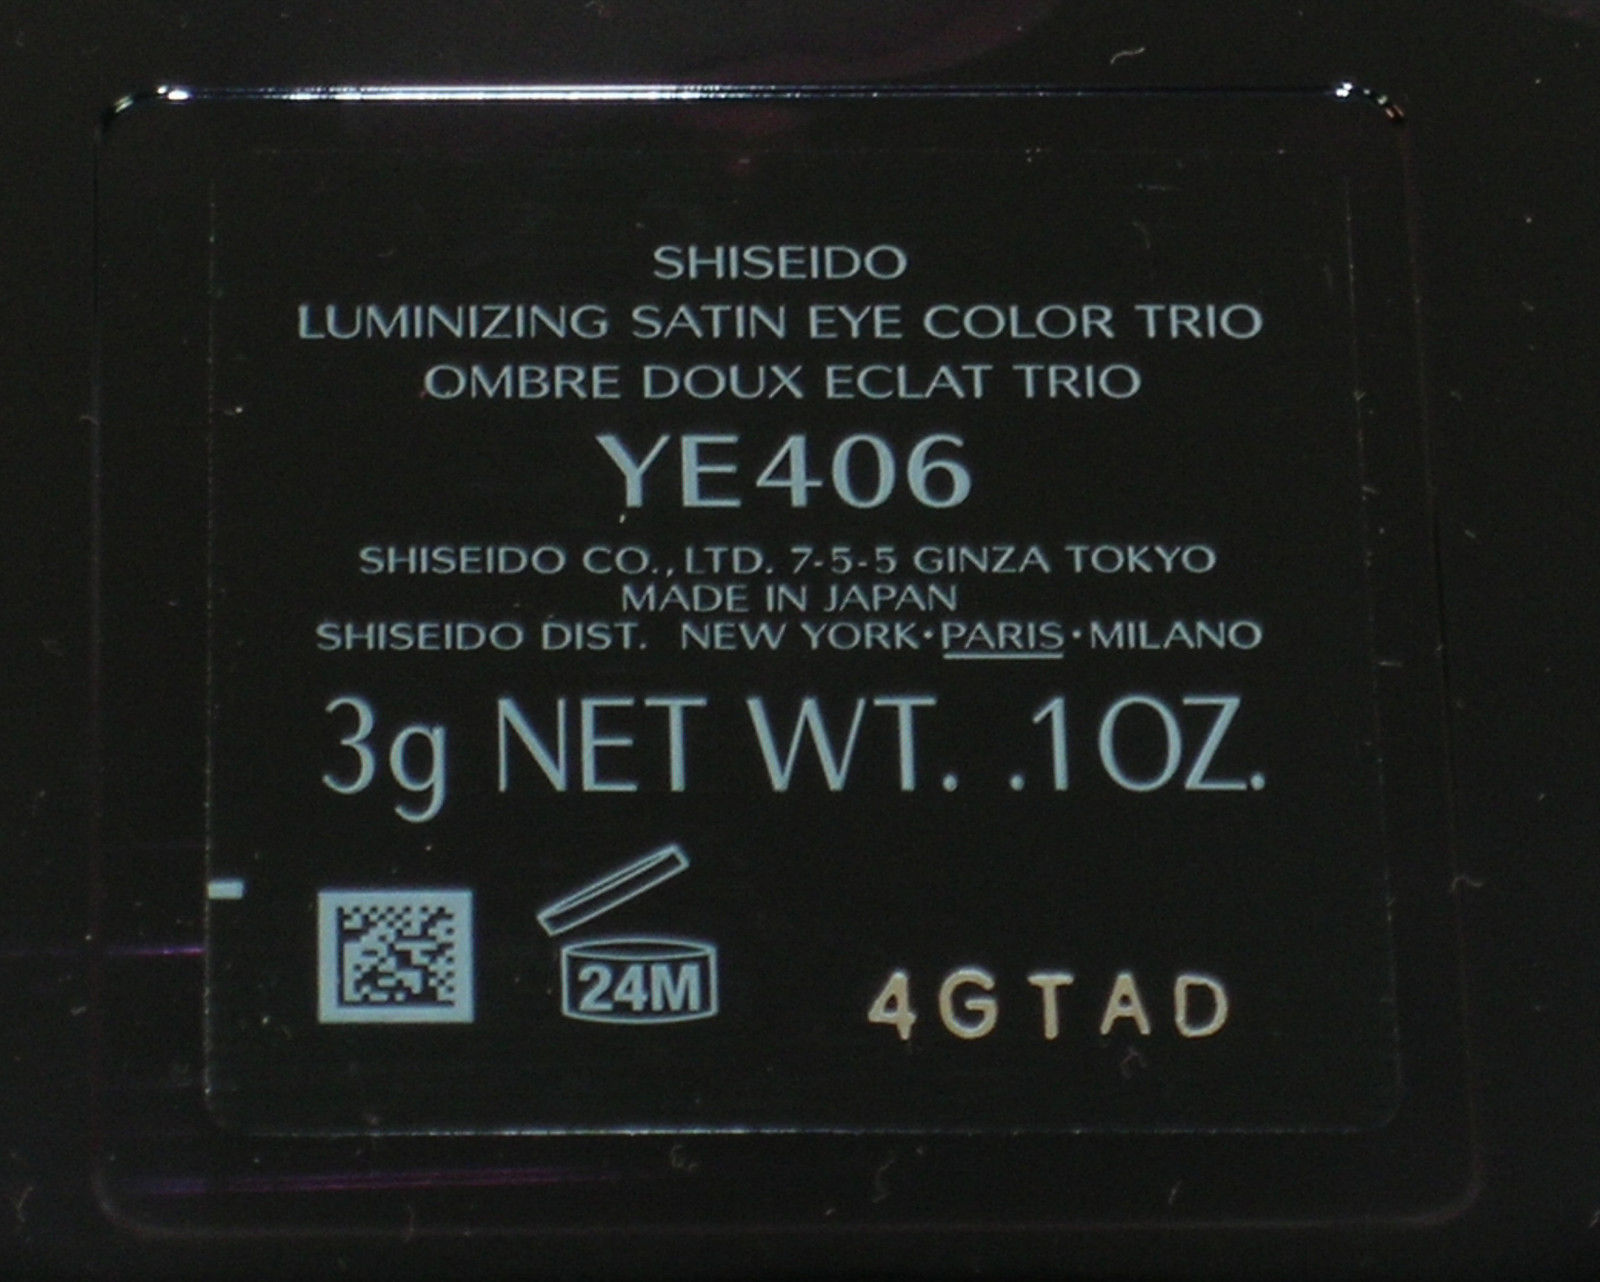 SHISEIDO
LUMINIZING SATIN EYE COLOR TRIO
OMBRE DOUX ECLAT TRIO
YE406
SHISEIDO CO.,LTD. 7-5-5 GINZA TOKYO
MADE IN JAPAN
SHISEIDO DIST. NEW YORK·PARIS·MILANO
3g NET WT. .1OZ.
24M
4GTAD